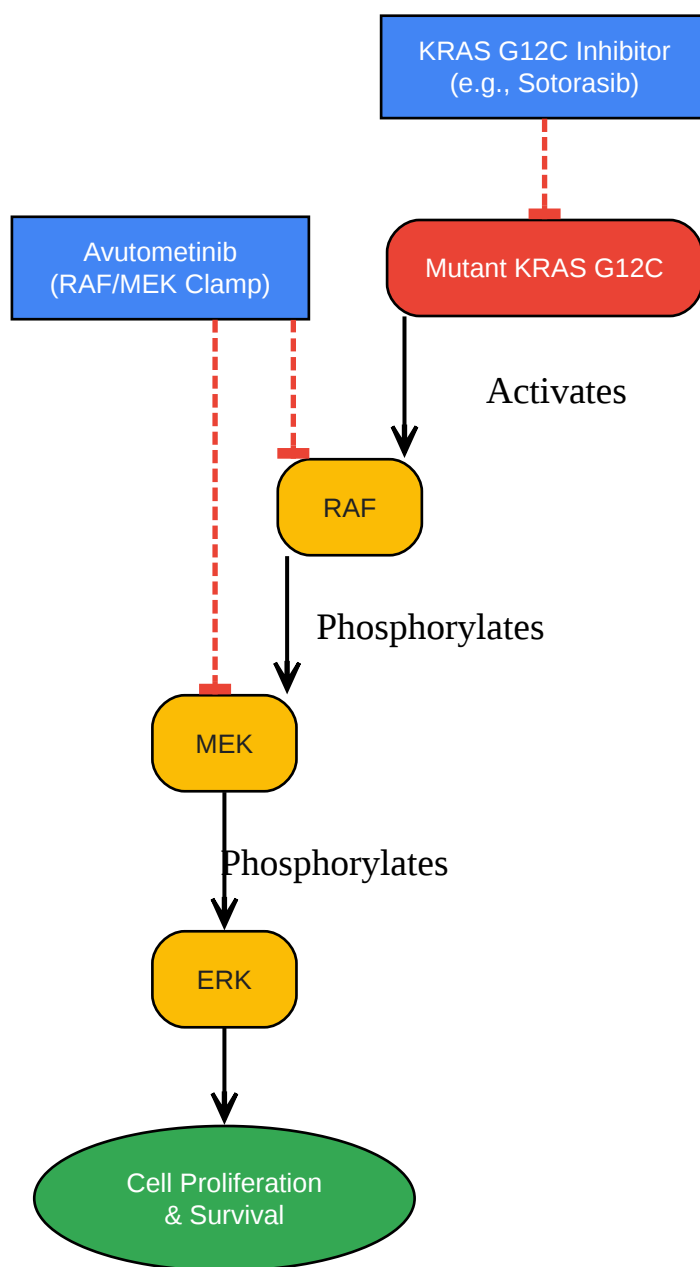 KRAS G12C Inhibitor
(e.g., Sotorasib)
Avutometinib
(RAF/MEK Clamp)
Mutant KRAS G12C
Activates
RAF
Phosphorylates
MEK
Phosphorylates
ERK
Cell Proliferation
& Survival